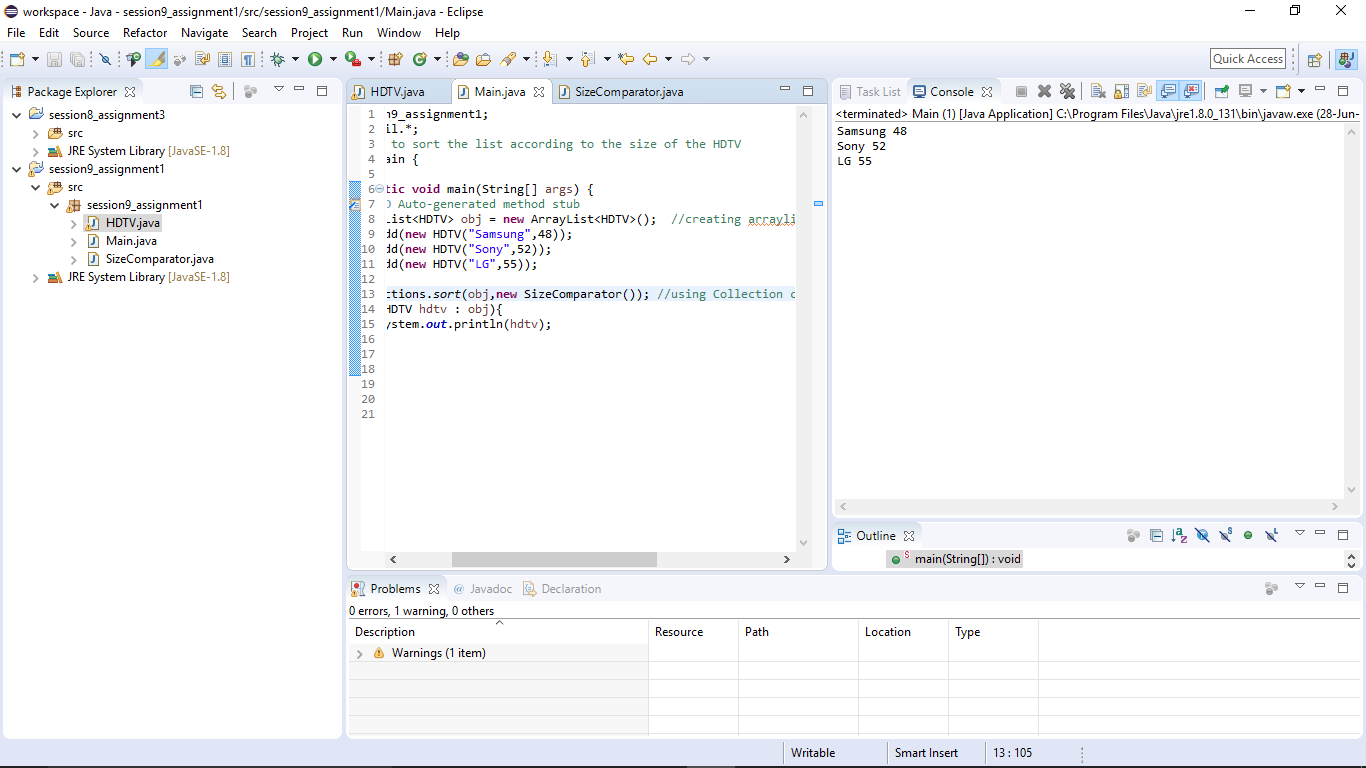 workspace - Java - session9_assignment1/src/session9_assignment1/Main.java - Eclipse
File Edit Source Refactor Navigate Search Project Run Window Help
Quick Access
Package Explorer
session8_assignment3
src
JRE System Library [JavaSE-1.8]
session9_assignment1
src
session9_assignment1
HDTV.java
Main.java
SizeComparator.java
JRE System Library [JavaSE-1.8]
HDTV.java Main.java SizeComparator.java
1 n9_assignment1;
2 il.*;
3 to sort the list according to the size of the HDTV
4 ain {
5
6 tic void main(String[] args) {
7 O Auto-generated method stub
8 List<HDTV> obj = new ArrayList<HDTV>(); //creating arrayli
9 dd(new HDTV("Samsung",48));
10 dd(new HDTV("Sony",52));
11 dd(new HDTV("LG",55));
12
13 ctions.sort(obj,new SizeComparator()); //using Collection c
14 HDTV hdtv : obj){
15 ystem.out.println(hdtv);
16
17
18
19
20
21
Task List Console
<terminated> Main (1) [Java Application] C:\Program Files\Java\jre1.8.0_131\bin\javaw.exe (28-Jun-
Samsung 48
Sony 52
LG 55
Outline
main(String[]) : void
Problems @ Javadoc Declaration
0 errors, 1 warning, 0 others
Description Resource Path Location Type
Warnings (1 item)
Writable Smart Insert 13 : 105